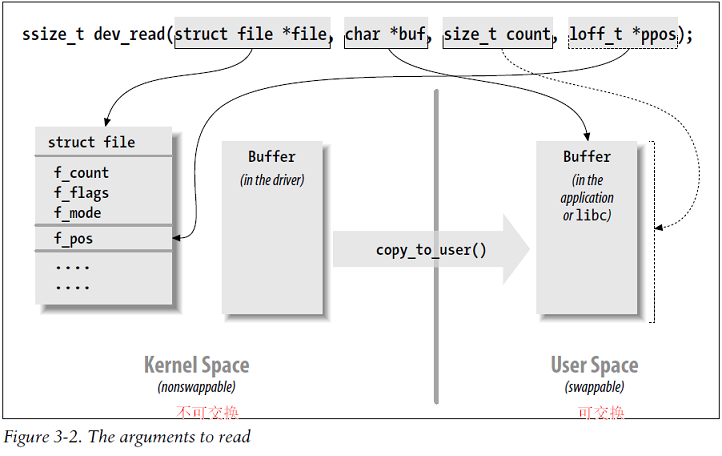 ssize_t dev_read(struct file *file, char *buf, size_t count, loff_t *ppos);
struct file
f_count
f_flags
f_mode
f_pos
....
....
Buffer
(in the driver)
copy_to_user()
Buffer
(in the
application
or libc)
Kernel Space
(nonswappable)
不可交换
User Space
(swappable)
可交换
Figure 3-2. The arguments to read